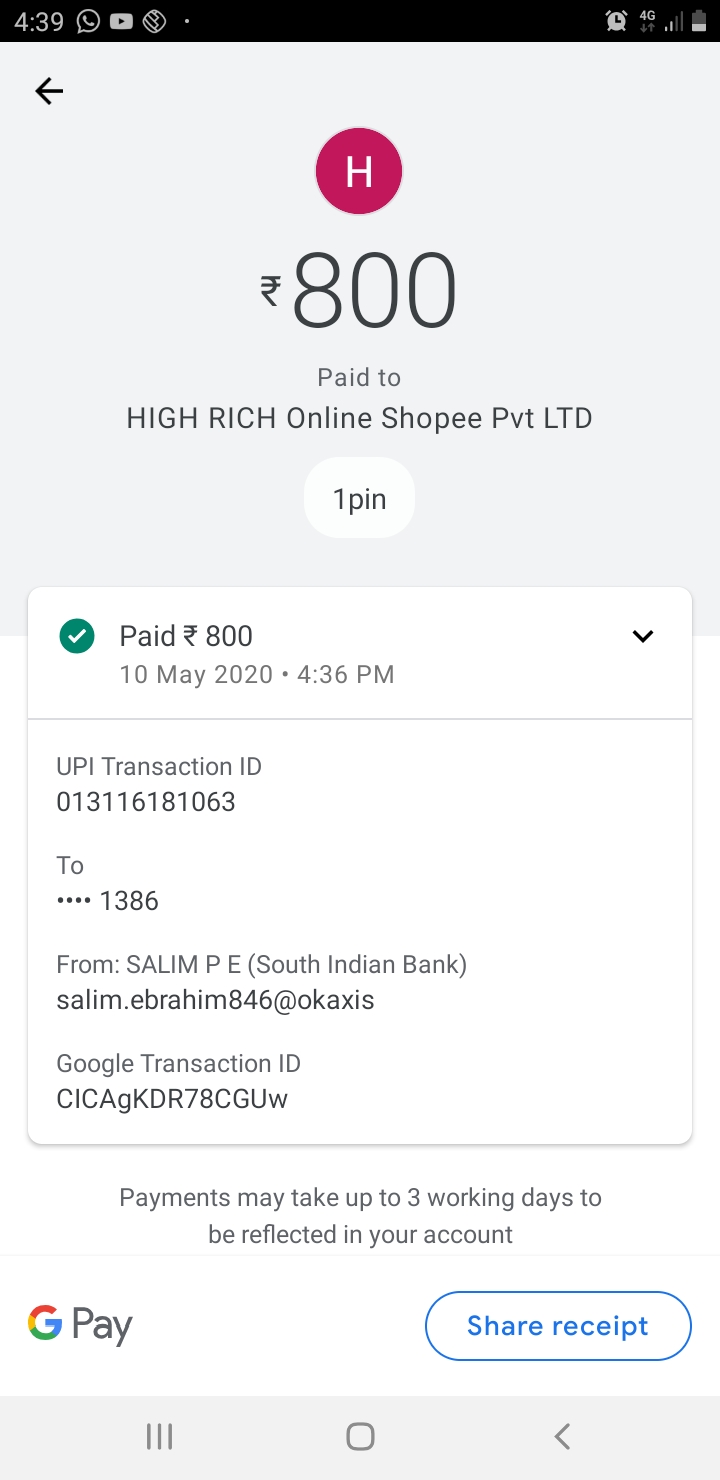 4:39
4G
H
₹800
Paid to
HIGH RICH Online Shopee Pvt LTD
1pin
Paid ₹ 800
10 May 2020 • 4:36 PM
UPI Transaction ID
013116181063
To
•••• 1386
From: SALIM P E (South Indian Bank)
salim.ebrahim846@okaxis
Google Transaction ID
CICAgKDR78CGUw
Payments may take up to 3 working days to
be reflected in your account
G Pay
Share receipt